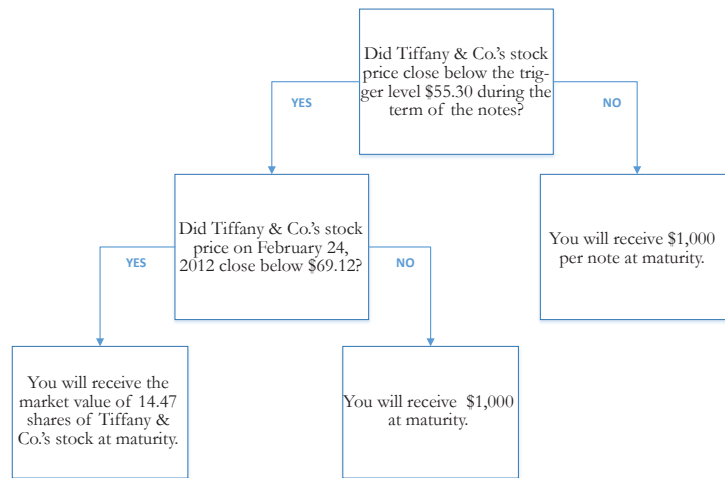 Did Tiffany & Co.'s stock
price close below the trig-
ger level $55.30 during the
term of the notes?
YES
NO
Did Tiffany & Co.'s stock
price on February 24,
2012 close below $69.12?
You will receive $1,000
per note at maturity.
YES
NO
You will receive the
market value of 14.47
shares of Tiffany &
Co.'s stock at maturity.
You will receive $1,000
at maturity.